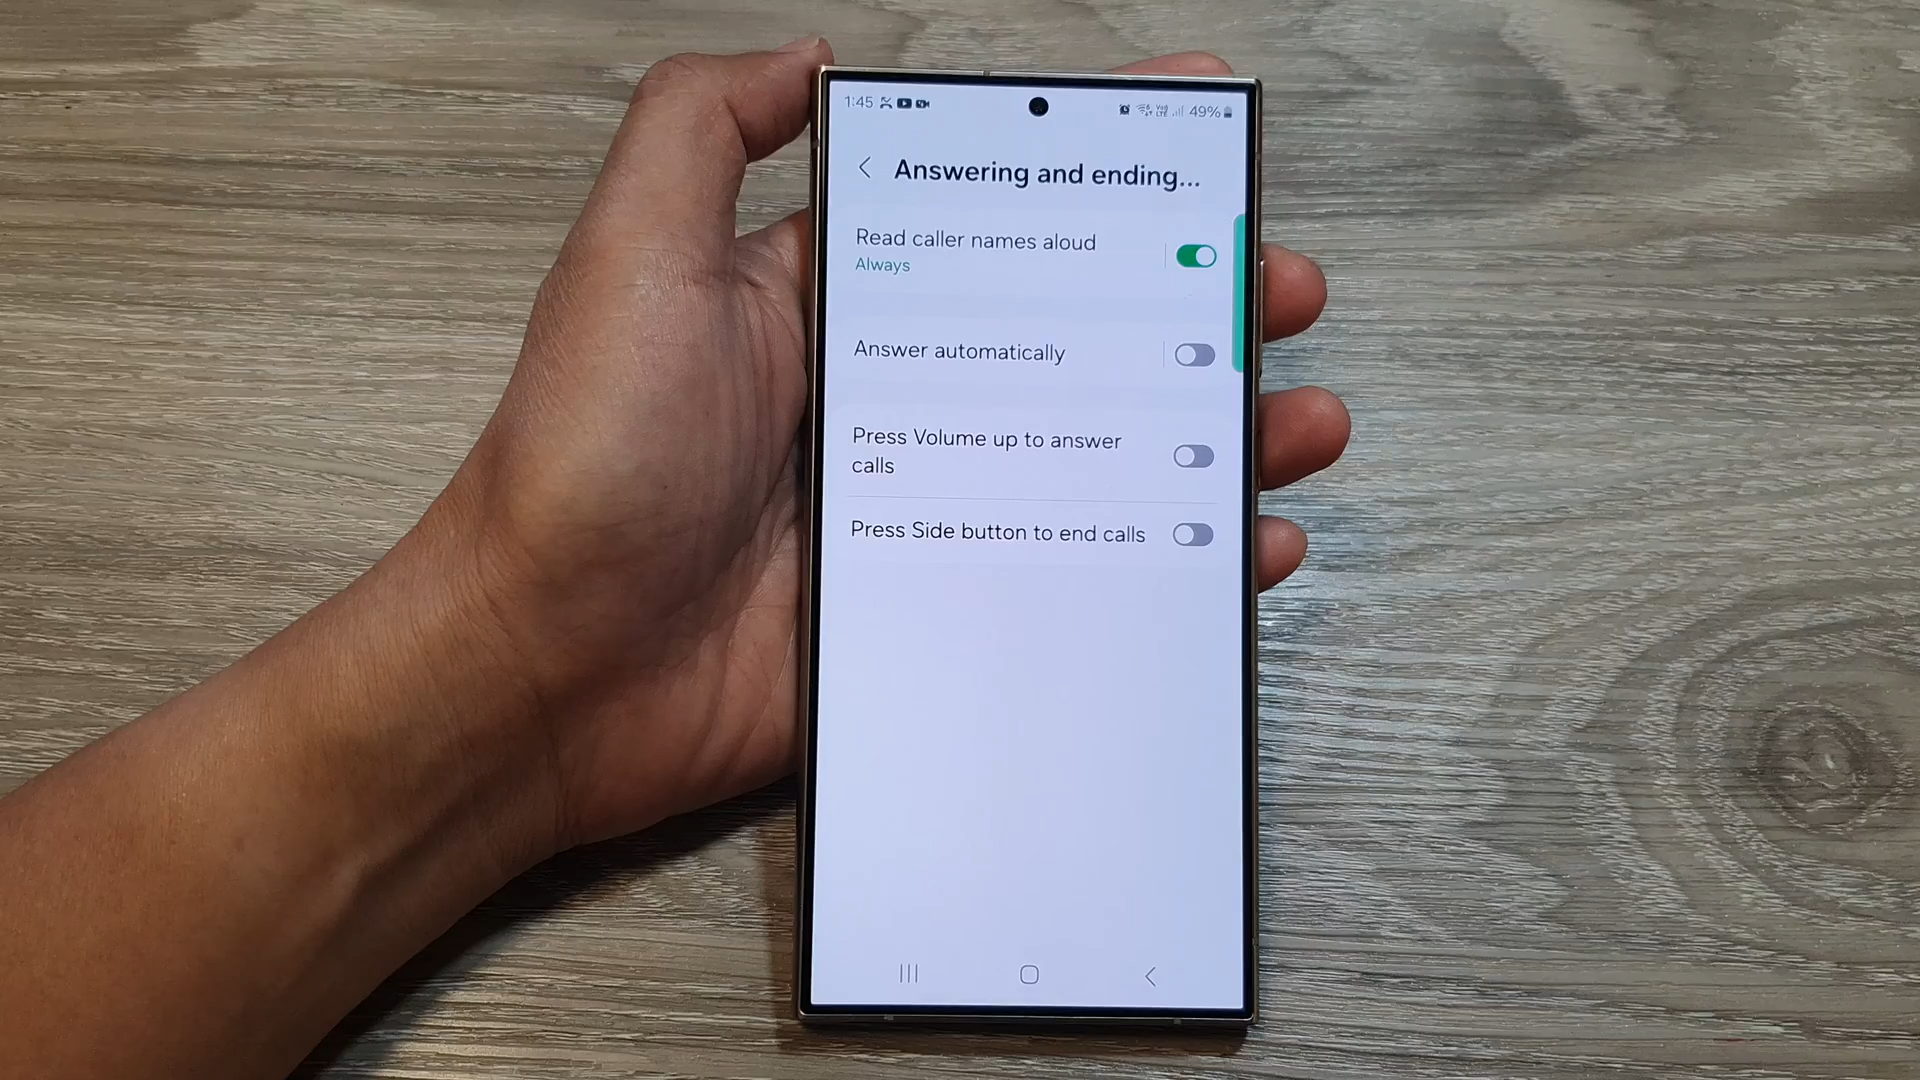 1:45
49%
Answering and ending...
Read caller names aloud
Always
Answer automatically
Press Volume up to answer
calls
Press Side button to end calls